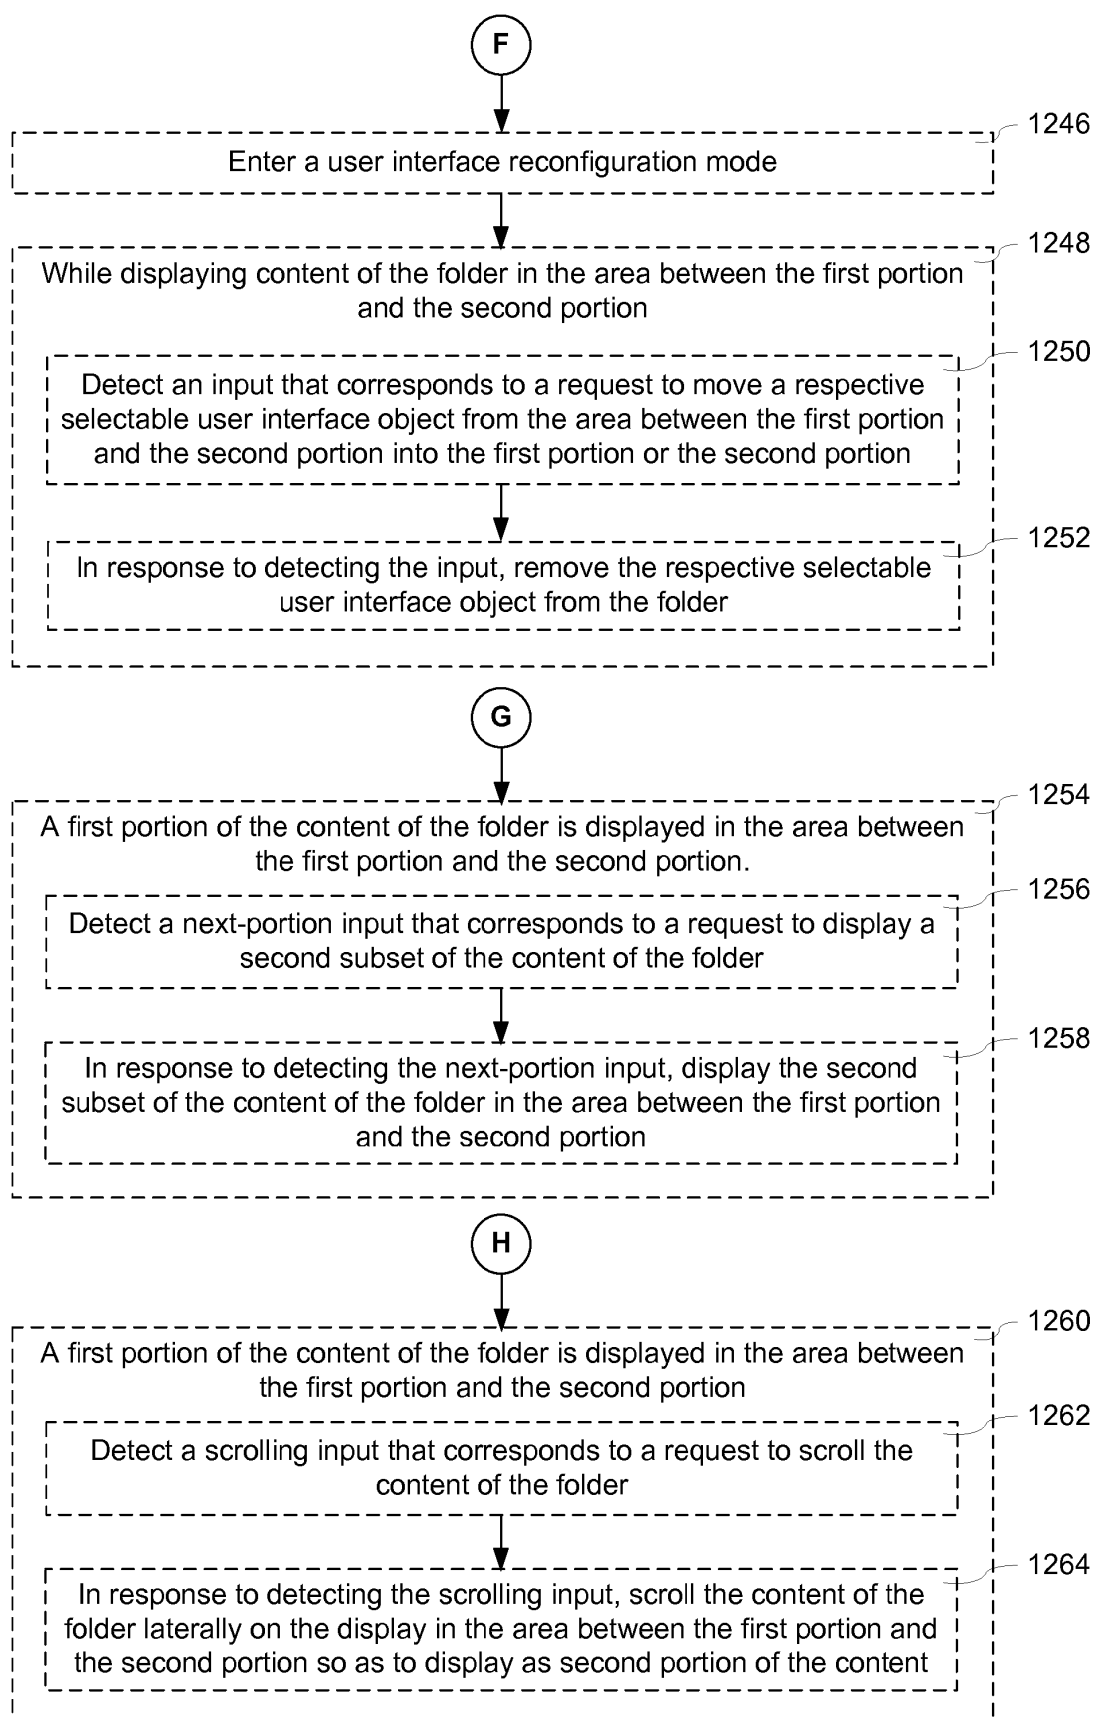 F
1246
Enter a user interface reconfiguration mode
1248
While displaying content of the folder in the area between the first portion
and the second portion
1250
Detect an input that corresponds to a request to move a respective
selectable user interface object from the area between the first portion
and the second portion into the first portion or the second portion
1252
In response to detecting the input, remove the respective selectable
user interface object from the folder
G
1254
A first portion of the content of the folder is displayed in the area between
the first portion and the second portion.
1256
Detect a next-portion input that corresponds to a request to display a
second subset of the content of the folder
1258
In response to detecting the next-portion input, display the second
subset of the content of the folder in the area between the first portion
and the second portion
H
1260
A first portion of the content of the folder is displayed in the area between
the first portion and the second portion
1262
Detect a scrolling input that corresponds to a request to scroll the
content of the folder
1264
In response to detecting the scrolling input, scroll the content of the
folder laterally on the display in the area between the first portion and
the second portion so as to display as second portion of the content